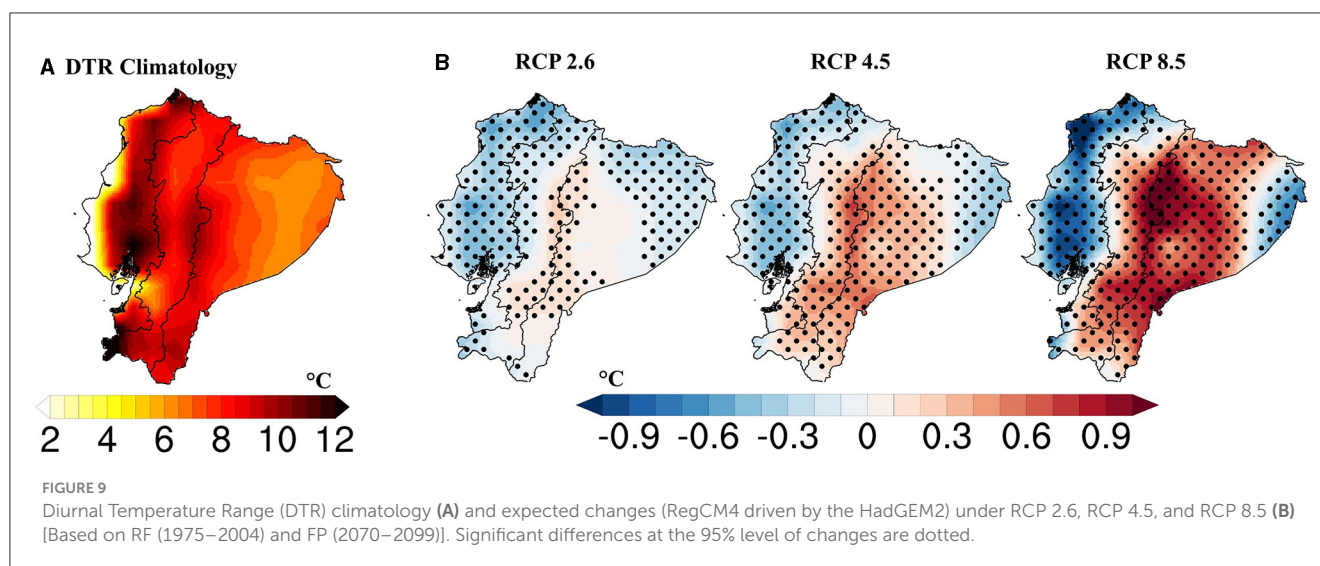 A DTR Climatology
B
RCP 2.6
RCP 4.5
RCP 8.5
°C
2 4 6 8 10 12
°C
-0.9 -0.6 -0.3 0 0.3 0.6 0.9
FIGURE 9
Diurnal Temperature Range (DTR) climatology (A) and expected changes (RegCM4 driven by the HadGEM2) under RCP 2.6, RCP 4.5, and RCP 8.5 (B)
[Based on RF (1975–2004) and FP (2070–2099)]. Significant differences at the 95% level of changes are dotted.